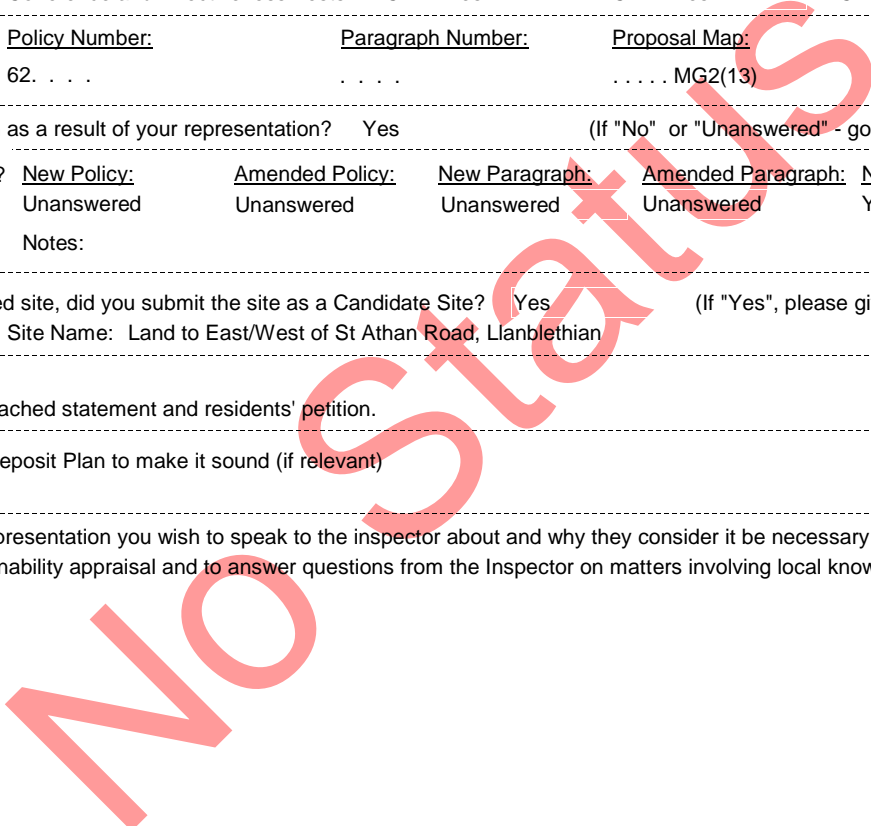 Policy Number: Paragraph Number: Proposal Map:
62. . . . . . . . . . . . . MG2(13)
as a result of your representation? Yes (If "No" or "Unanswered" - go
? New Policy: Amended Policy: New Paragraph: Amended Paragraph: N
Unanswered Unanswered Unanswered Unanswered Y
Notes:
ed site, did you submit the site as a Candidate Site? Yes (If "Yes", please gi
Site Name: Land to East/West of St Athan Road, Llanblethian
ached statement and residents' petition.
eposit Plan to make it sound (if relevant)
presentation you wish to speak to the inspector about and why they consider it be necessary
nability appraisal and to answer questions from the Inspector on matters involving local know
No Status